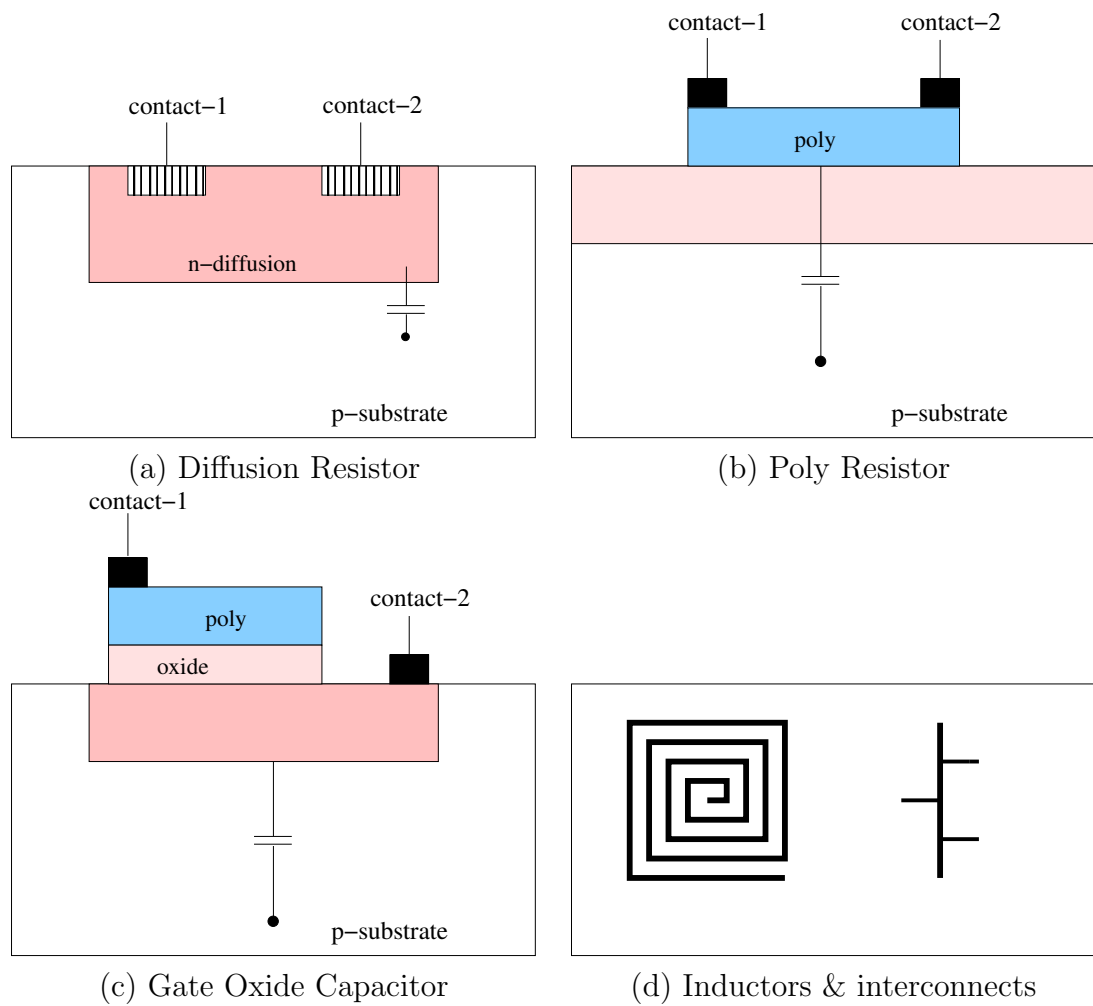 contact−1 contact−2
contact−1 contact−2
poly
n−diffusion
p−substrate p−substrate
(a) Diffusion Resistor (b) Poly Resistor
contact−1
contact−2
poly
oxide
p−substrate
(c) Gate Oxide Capacitor (d) Inductors & interconnects